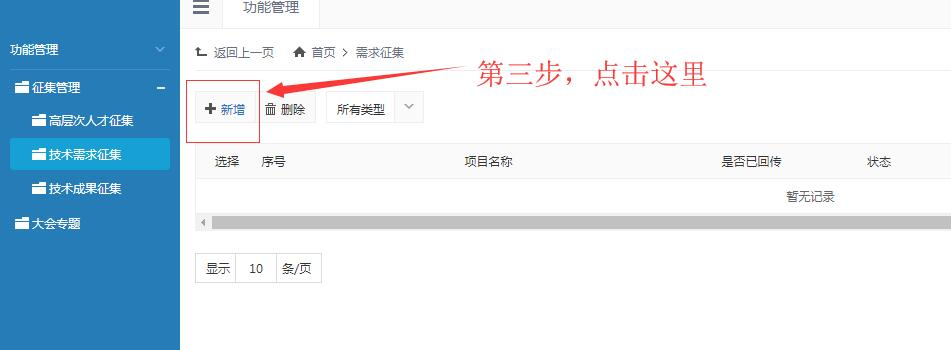 功能管理
功能管理
征集管理
高层次人才征集
技术需求征集
技术成果征集
大会专题
返回上一页 首页 > 需求征集
第三步，点击这里
新增 删除 所有类型
选择 序号 项目名称 是否已回传 状态
暂无记录
显示 10 条/页